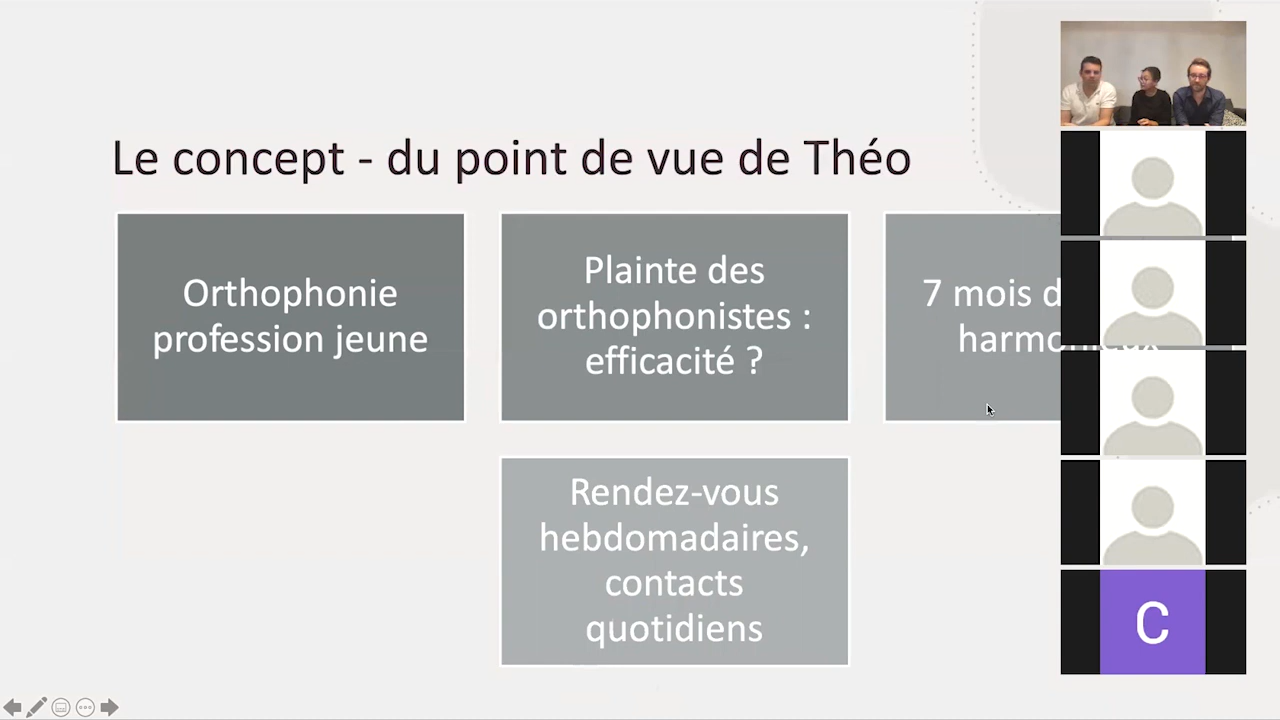 Le concept - du point de vue de Théo
Orthophonie
profession jeune
Plainte des
orthophonistes :
efficacité ?
7 mois
Rendez-vous
hebdomadaires,
contacts
quotidiens
C